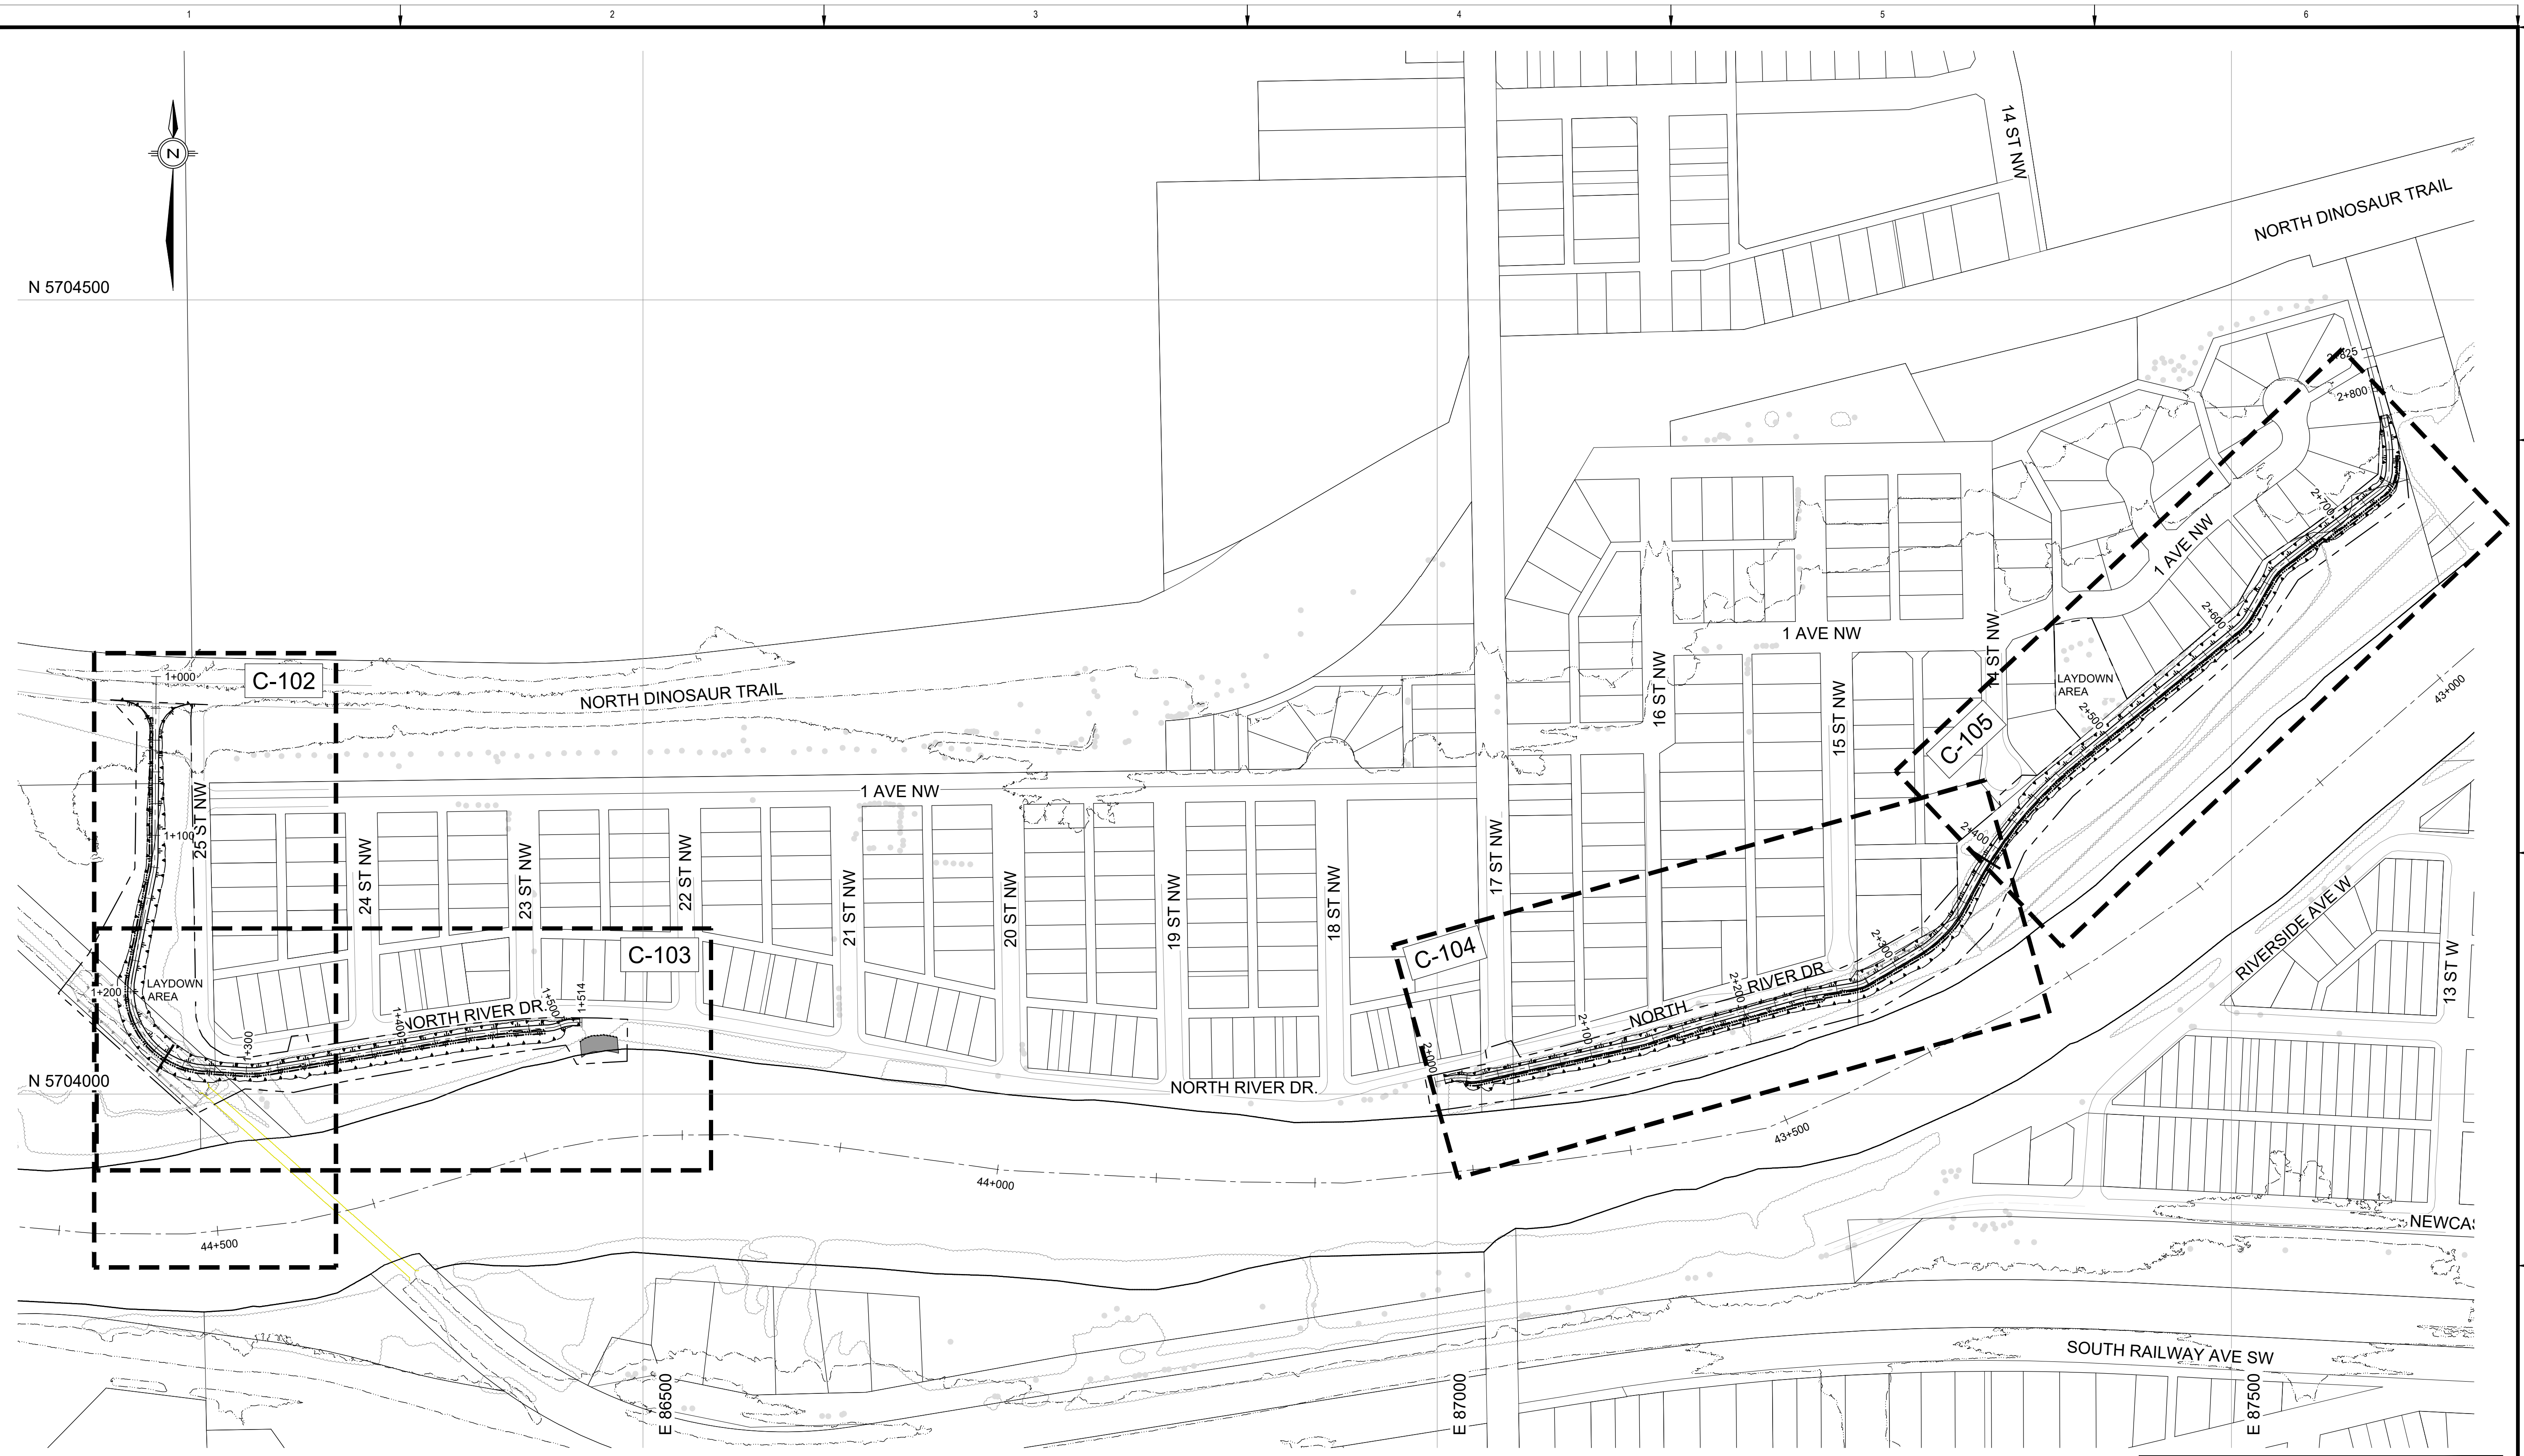 1
2
3
4
5
6
N
14 ST NW
NORTH DINOSAUR TRAIL
N 5704500
2+825
2+800
2+700
1 AVE NW
2+600
1 AVE NW
14 ST NW
16 ST NW
15 ST NW
LAYDOWN
AREA
2+500
43+000
C-105
1+000
C-102
NORTH DINOSAUR TRAIL
1 AVE NW
1+100
25 ST NW
24 ST NW
23 ST NW
22 ST NW
21 ST NW
20 ST NW
19 ST NW
18 ST NW
17 ST NW
2+400
RIVERSIDE AVE W
13 ST W
C-103
C-104
2+300
LAYDOWN
AREA
1+200
1+300
1+400
NORTH RIVER DR.
1+500
1+514
2+200
RIVER DR
NORTH
2+100
2+000
N 5704000
NORTH RIVER DR.
43+500
44+000
44+500
NEWCAS
SOUTH RAILWAY AVE SW
E 86500
E 87000
E 87500